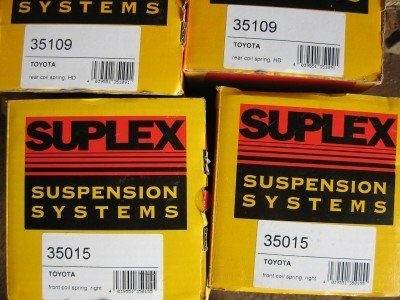 SYSTEMS
35109
TOYOTA
rear coil spring, HD
SYSTEMS
35109
TOYOTA
rear coil spring, HD
SUPLEX
SUSPENSION
SYSTEMS
35015
TOYOTA
front coil spring, right
SUPLEX
SUSPENSION
SYSTEMS
35015
TOYOTA
front coil spring, right